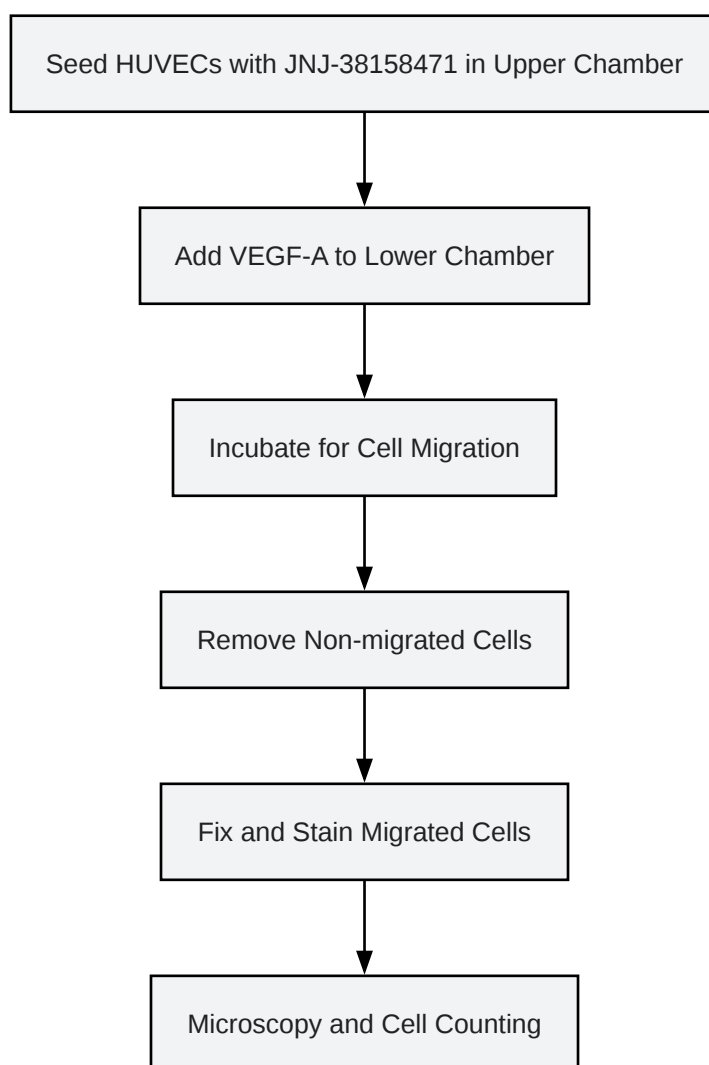 Seed HUVECs with JNJ-38158471 in Upper Chamber
Add VEGF-A to Lower Chamber
Incubate for Cell Migration
Remove Non-migrated Cells
Fix and Stain Migrated Cells
Microscopy and Cell Counting